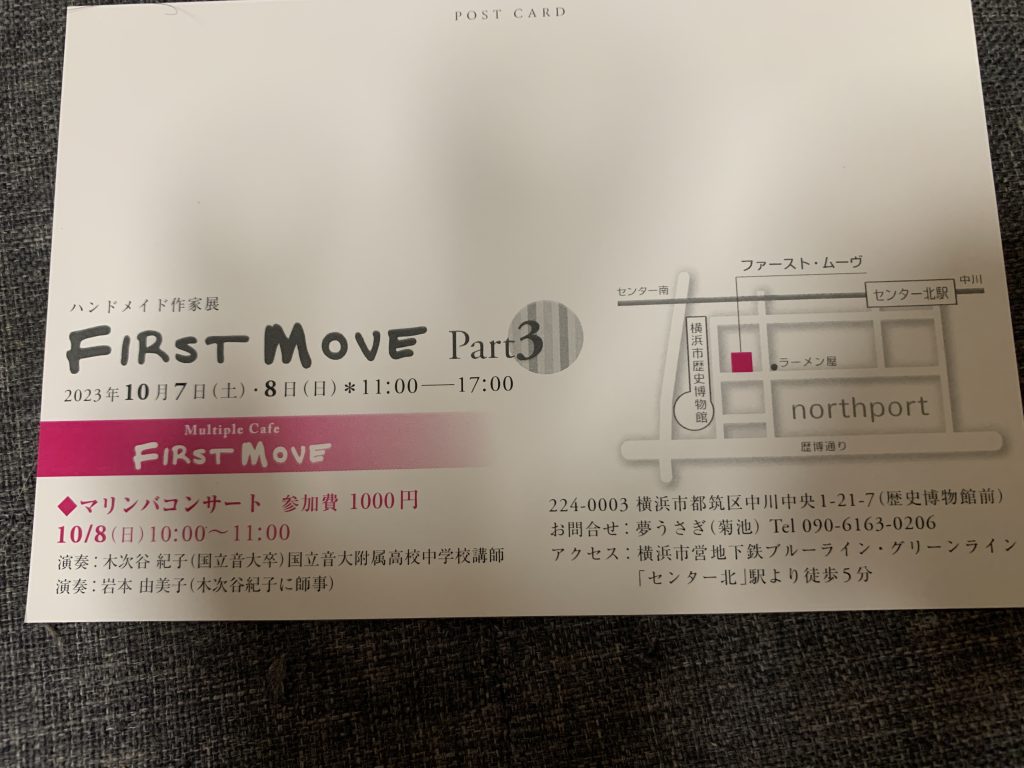 POST CARD
ハンドメイド作家展
FIRST MOVE Part3
2023年10月7日(土)・8日(日)＊11:00──17:00
Multiple Cafe
FIRST MOVE
◆マリンバコンサート 参加費 1000円
10/8(日)10:00〜11:00
演奏：木次谷 紀子(国立音大卒)国立音大附属高校中学校講師
演奏：岩本 由美子(木次谷紀子に師事)
ファースト・ムーヴ
センター南
センター北駅
中川
横浜市歴史博物館
ラーメン屋
northport
歴博通り
224-0003 横浜市都筑区中川中央1-21-7(歴史博物館前)
お問合せ：夢うさぎ(菊池) Tel 090-6163-0206
アクセス：横浜市営地下鉄ブルーライン・グリーンライン
「センター北」駅より徒歩5分